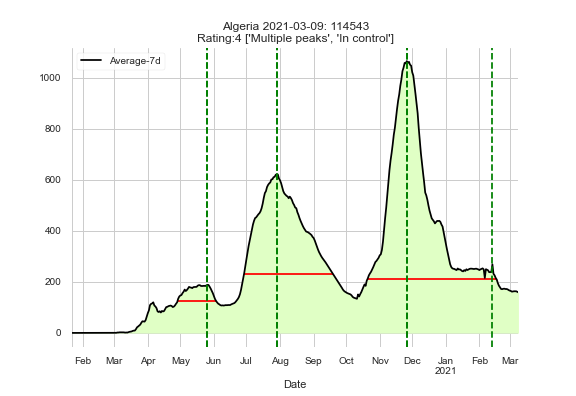 Algeria 2021-03-09: 114543
Rating:4 ['Multiple peaks', 'In control']
Average-7d
1000
800
600
400
200
0
Feb Mar Apr May Jun Jul Aug Sep Oct Nov Dec Jan Feb Mar
2021
Date